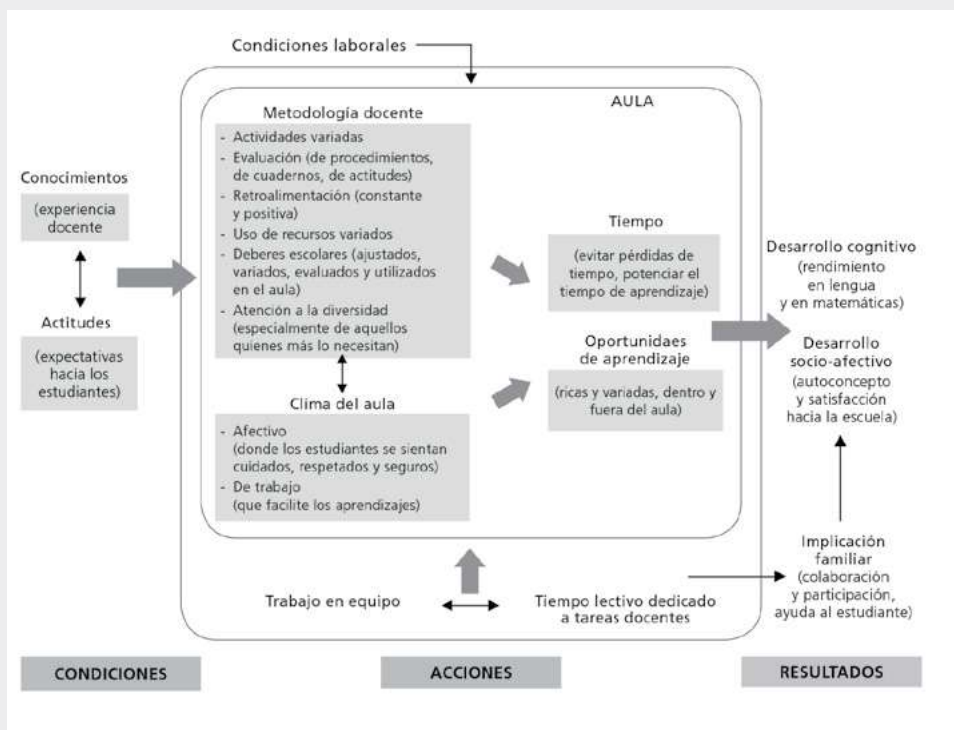 Condiciones laborales
AULA
Metodología docente
- Actividades variadas
- Evaluación (de procedimientos,
de cuadernos, de actitudes)
- Retroalimentación (constante
y positiva)
- Uso de recursos variados
- Deberes escolares (ajustados,
variados, evaluados y utilizados
en el aula)
- Atención a la diversidad
(especialmente de aquellos
quienes más lo necesitan)
Conocimientos
(experiencia
docente
Actitudes
(expectativas
hacia los
estudiantes)
Clima del aula
- Afectivo
(donde los estudiantes se sientan
cuidados, respetados y seguros)
- De trabajo
(que facilite los aprendizajes)
Tiempo
(evitar pérdidas de
tiempo, potenciar el
tiempo de aprendizaje)
Oportunidaes
de aprendizaje
(ricas y variadas, dentro y
fuera del aula)
Desarrollo cognitivo
(rendimiento
en lengua
y en matemáticas)
Desarrollo
socio-afectivo
(autoconcepto
y satisfacción
hacia la escuela)
Implicación
familiar
(colaboración
y participación,
ayuda al estudiante)
Trabajo en equipo
Tiempo lectivo dedicado
a tareas docentes
CONDICIONES
ACCIONES
RESULTADOS